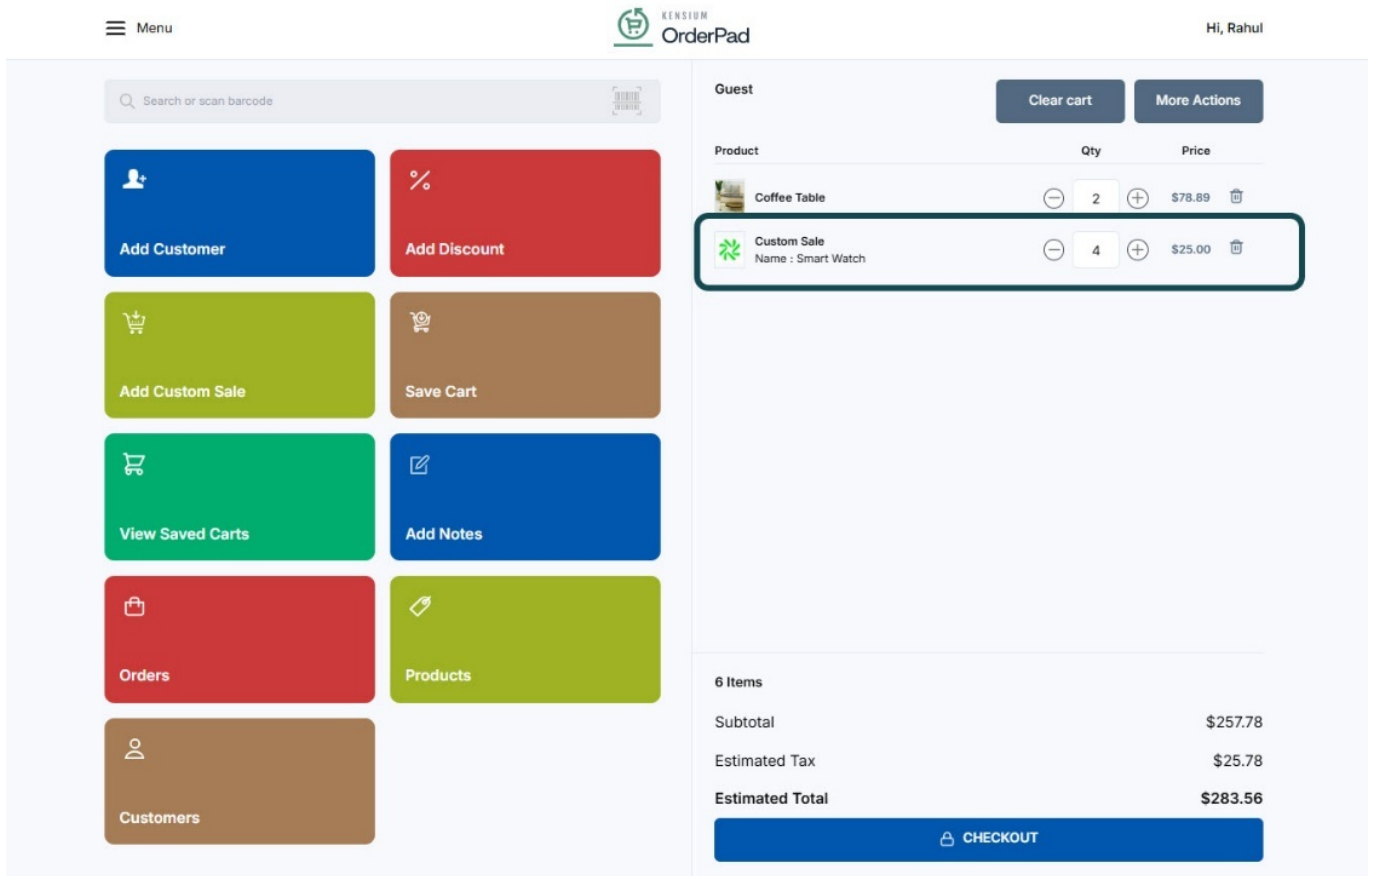 Menu
KENSIUM
OrderPad
Hi, Rahul
Search or scan barcode
Add Customer
Add Discount
Add Custom Sale
Save Cart
View Saved Carts
Add Notes
Orders
Products
Customers
Guest
Clear cart
More Actions
Product Qty Price
Coffee Table 2 $78.89
Custom Sale
Name : Smart Watch 4 $25.00
6 Items
Subtotal $257.78
Estimated Tax $25.78
Estimated Total $283.56
CHECKOUT